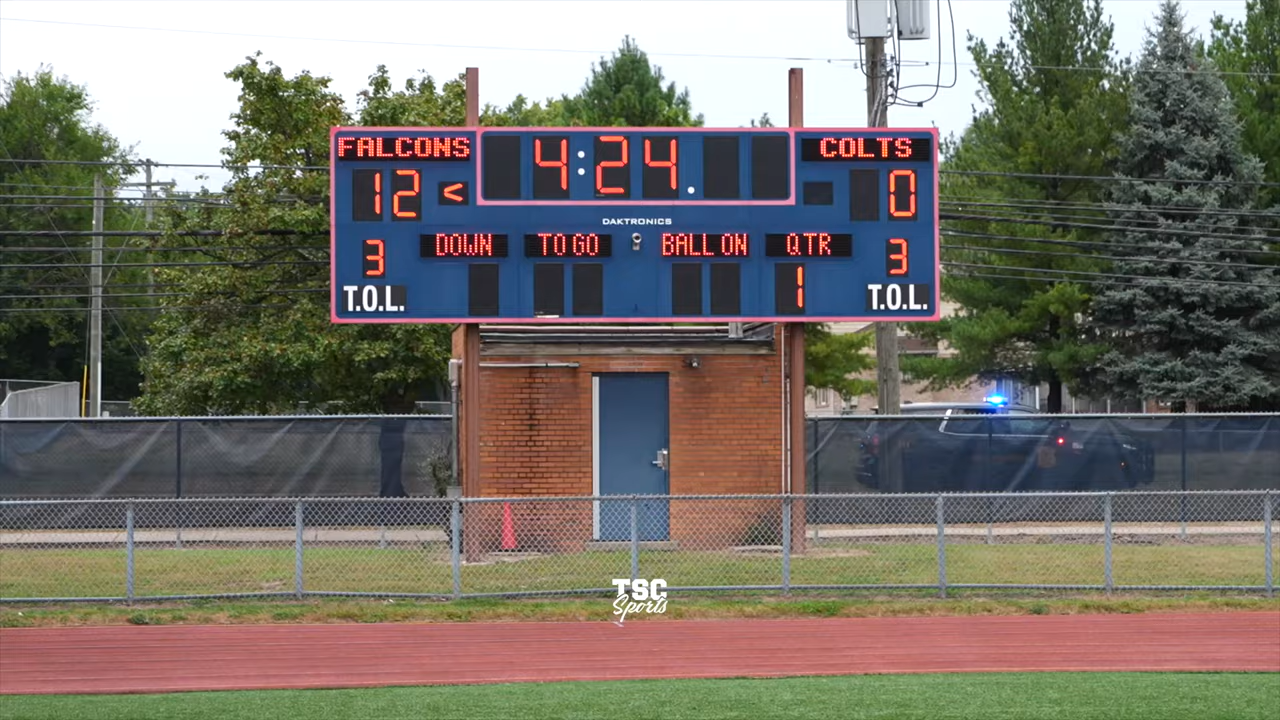 FALCONS 4:24. COLTS
12 < 0
DAKTRONICS
DOWN TO GO BALL ON QTR
3 1 3
T.O.L. T.O.L.
TSC
Sports